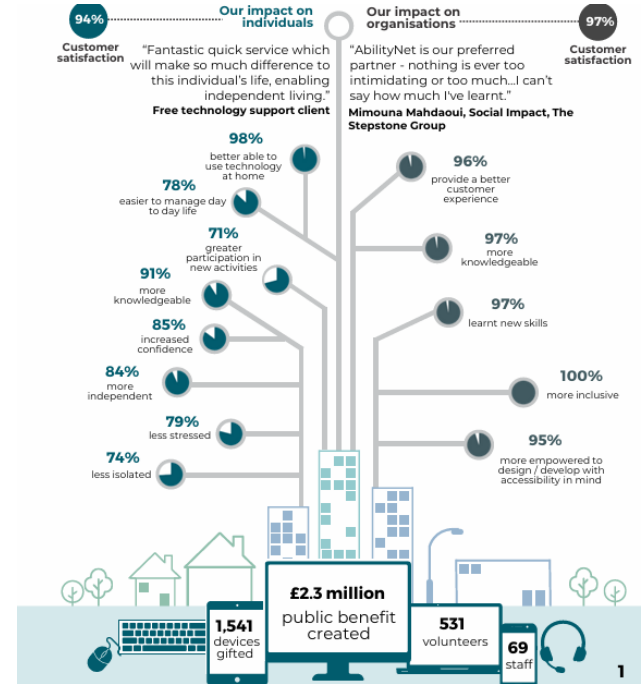 94%
Customer
satisfaction
Our impact on
individuals
“Fantastic quick service which
will make so much difference to
this individual’s life, enabling
independent living.”
Free technology support client
Our impact on
organisations
97%
Customer
satisfaction
“AbilityNet is our preferred
partner - nothing is ever too
intimidating or too much...I can’t
say how much I've learnt.”
Mimouna Mahdaoui, Social Impact, The
Stepstone Group
98%
better able to
use technology
at home
78%
easier to manage day
to day life
71%
greater
participation in
new activities
91%
more
knowledgeable
85%
increased
confidence
84%
more
independent
79%
less stressed
74%
less isolated
96%
provide a better
customer
experience
97%
more
knowledgeable
97%
learnt new skills
100%
more inclusive
95%
more empowered to
design / develop with
accessibility in mind
1,541
devices
gifted
£2.3 million
public benefit
created
531
volunteers
69
staff
1